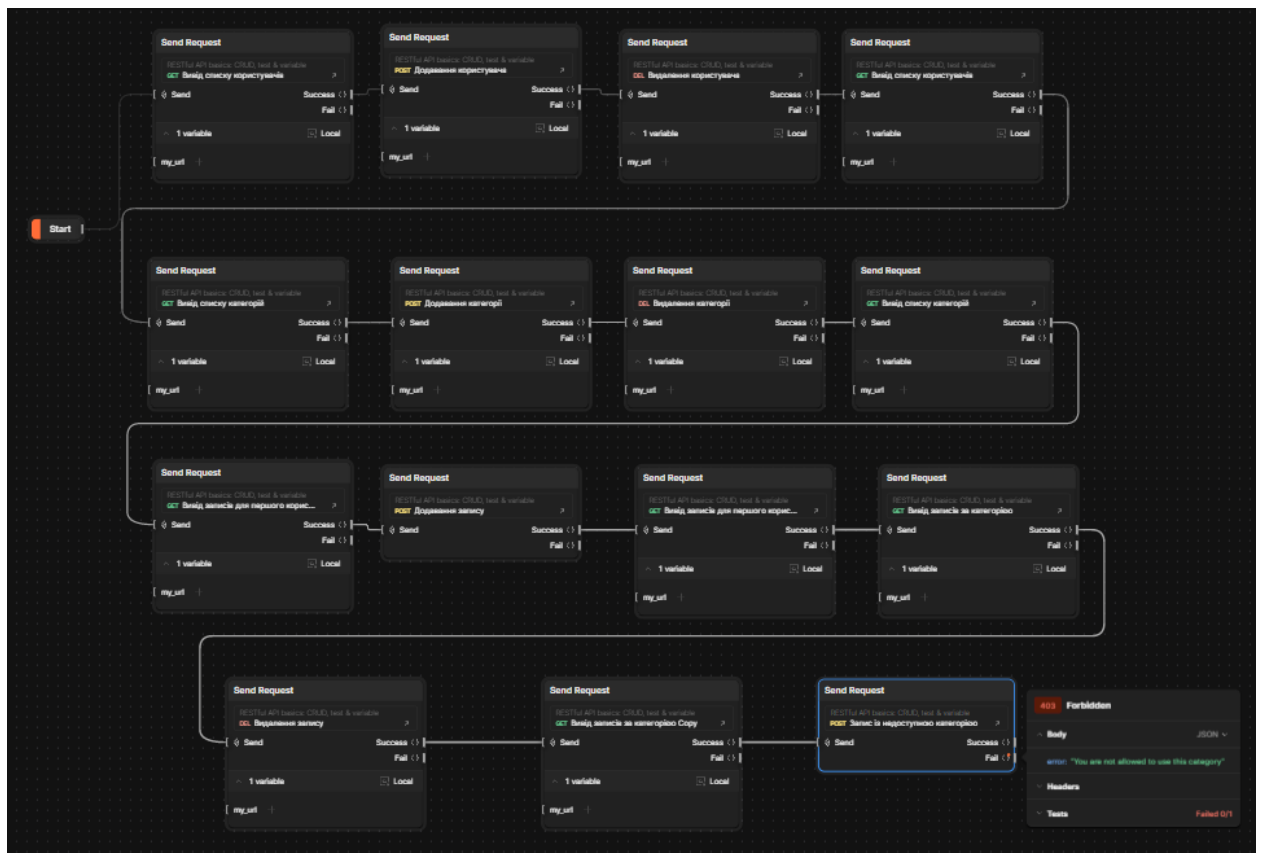 Send Request
RESTful API basics: CRUD, test & variable
GET Вивід списку користувачів
Send
Success
Fail
1 variable
Local
my_url
Send Request
RESTful API basics: CRUD, test & variable
POST Додавання користувача
Send
Success
Fail
1 variable
Local
my_url
Send Request
RESTful API basics: CRUD, test & variable
DEL Видалення користувача
Send
Success
Fail
1 variable
Local
my_url
Send Request
RESTful API basics: CRUD, test & variable
GET Вивід списку користувачів
Send
Success
Fail
1 variable
Local
my_url
Start
Send Request
RESTful API basics: CRUD, test & variable
GET Вивід списку категорій
Send
Success
Fail
1 variable
Local
my_url
Send Request
RESTful API basics: CRUD, test & variable
POST Додавання категорії
Send
Success
Fail
1 variable
Local
my_url
Send Request
RESTful API basics: CRUD, test & variable
DEL Видалення категорії
Send
Success
Fail
1 variable
Local
my_url
Send Request
RESTful API basics: CRUD, test & variable
GET Вивід списку категорій
Send
Success
Fail
1 variable
Local
my_url
Send Request
RESTful API basics: CRUD, test & variable
GET Вивід записів для першого корис...
Send
Success
Fail
1 variable
Local
my_url
Send Request
RESTful API basics: CRUD, test & variable
POST Додавання запису
Send
Success
Fail
Send Request
RESTful API basics: CRUD, test & variable
GET Вивід записів для першого корис...
Send
Success
Fail
1 variable
Local
my_url
Send Request
RESTful API basics: CRUD, test & variable
GET Вивід записів за категорією
Send
Success
Fail
1 variable
Local
my_url
Send Request
RESTful API basics: CRUD, test & variable
DEL Видалення запису
Send
Success
Fail
1 variable
Local
my_url
Send Request
RESTful API basics: CRUD, test & variable
GET Вивід записів за категорією Copy
Send
Success
Fail
1 variable
Local
my_url
Send Request
RESTful API basics: CRUD, test & variable
POST Запис із недоступною категорією
Send
Success
Fail
403 Forbidden
Body JSON
error: "You are not allowed to use this category"
Headers
Tests Failed 0/1